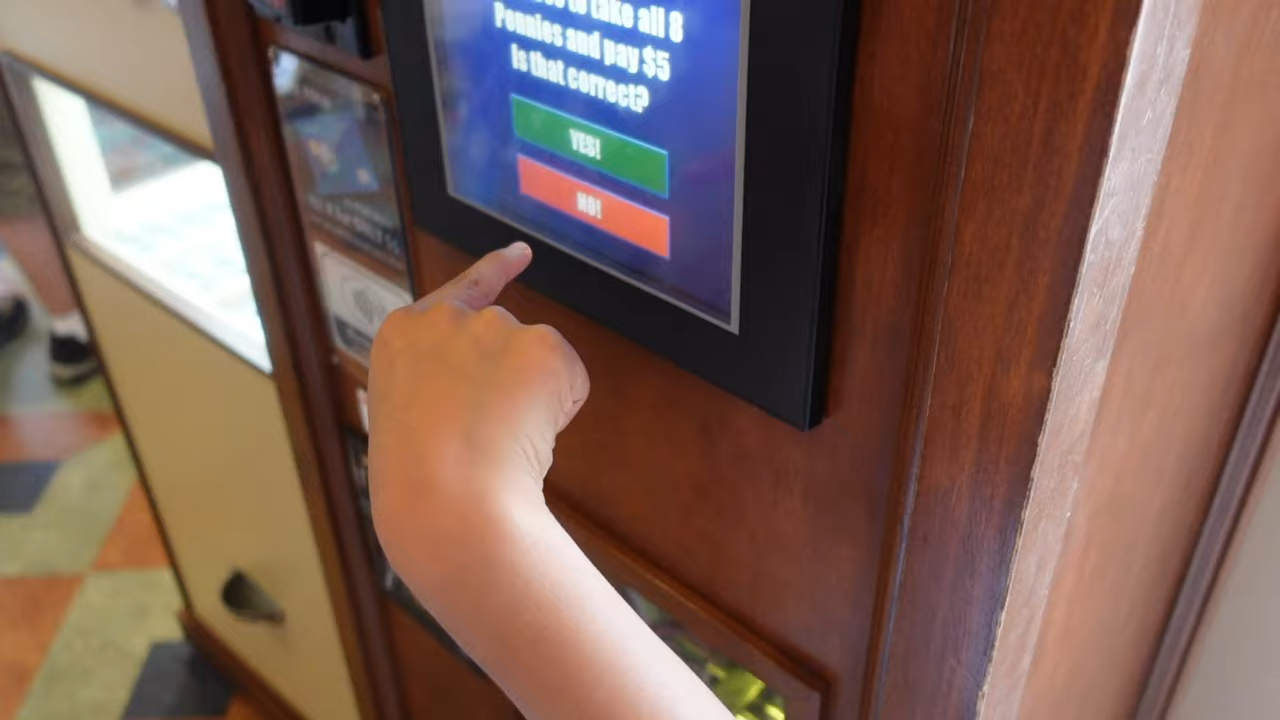 to take all 8
Pennies and pay $5
Is that correct?
YES!
NO!